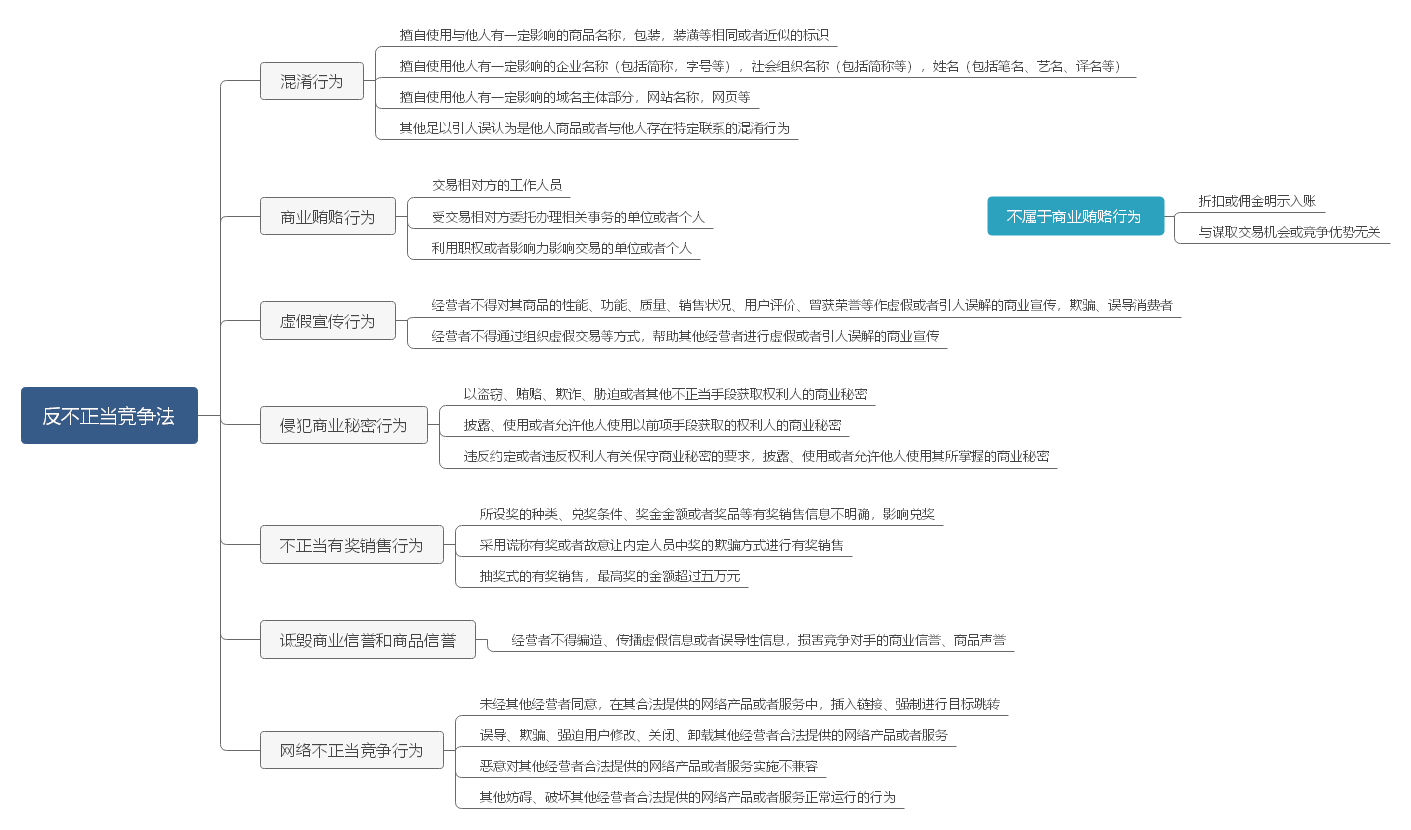 反不正当竞争法
混淆行为
擅自使用与他人有一定影响的商品名称，包装，装潢等相同或者近似的标识
擅自使用他人有一定影响的企业名称（包括简称，字号等），社会组织名称（包括简称等），姓名（包括笔名、艺名、译名等）
擅自使用他人有一定影响的域名主体部分，网站名称，网页等
其他足以引人误认为是他人商品或者与他人存在特定联系的混淆行为
商业贿赂行为
交易相对方的工作人员
受交易相对方委托办理相关事务的单位或者个人
利用职权或者影响力影响交易的单位或者个人
不属于商业贿赂行为
折扣或佣金明示入账
与谋取交易机会或竞争优势无关
虚假宣传行为
经营者不得对其商品的性能、功能、质量、销售状况、用户评价、曾获荣誉等作虚假或者引人误解的商业宣传，欺骗、误导消费者
经营者不得通过组织虚假交易等方式，帮助其他经营者进行虚假或者引人误解的商业宣传
侵犯商业秘密行为
以盗窃、贿赂、欺诈、胁迫或者其他不正当手段获取权利人的商业秘密
披露、使用或者允许他人使用以前项手段获取的权利人的商业秘密
违反约定或者违反权利人有关保守商业秘密的要求，披露、使用或者允许他人使用其所掌握的商业秘密
不正当有奖销售行为
所设奖的种类、兑奖条件、奖金金额或者奖品等有奖销售信息不明确，影响兑奖
采用谎称有奖或者故意让内定人员中奖的欺骗方式进行有奖销售
抽奖式的有奖销售，最高奖的金额超过五万元
诋毁商业信誉和商品信誉
经营者不得编造、传播虚假信息或者误导性信息，损害竞争对手的商业信誉、商品声誉
网络不正当竞争行为
未经其他经营者同意，在其合法提供的网络产品或者服务中，插入链接、强制进行目标跳转
误导、欺骗、强迫用户修改、关闭、卸载其他经营者合法提供的网络产品或者服务
恶意对其他经营者合法提供的网络产品或者服务实施不兼容
其他妨碍、破坏其他经营者合法提供的网络产品或者服务正常运行的行为